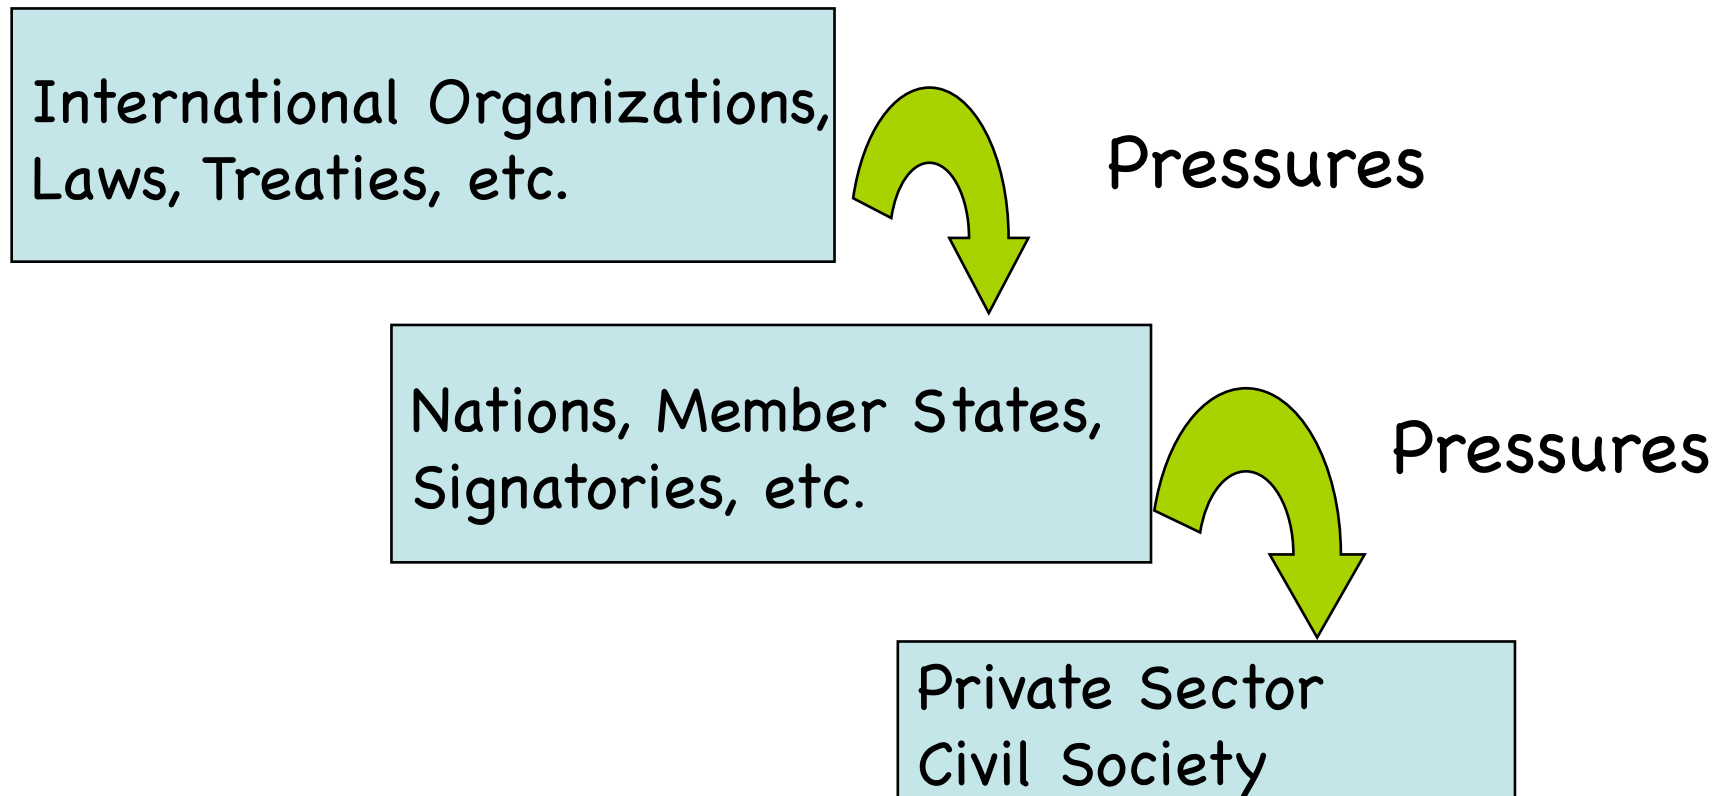 International Organizations,
Laws, Treaties, etc.
Pressures
Nations, Member States,
Signatories, etc.
Pressures
Private Sector
Civil Society